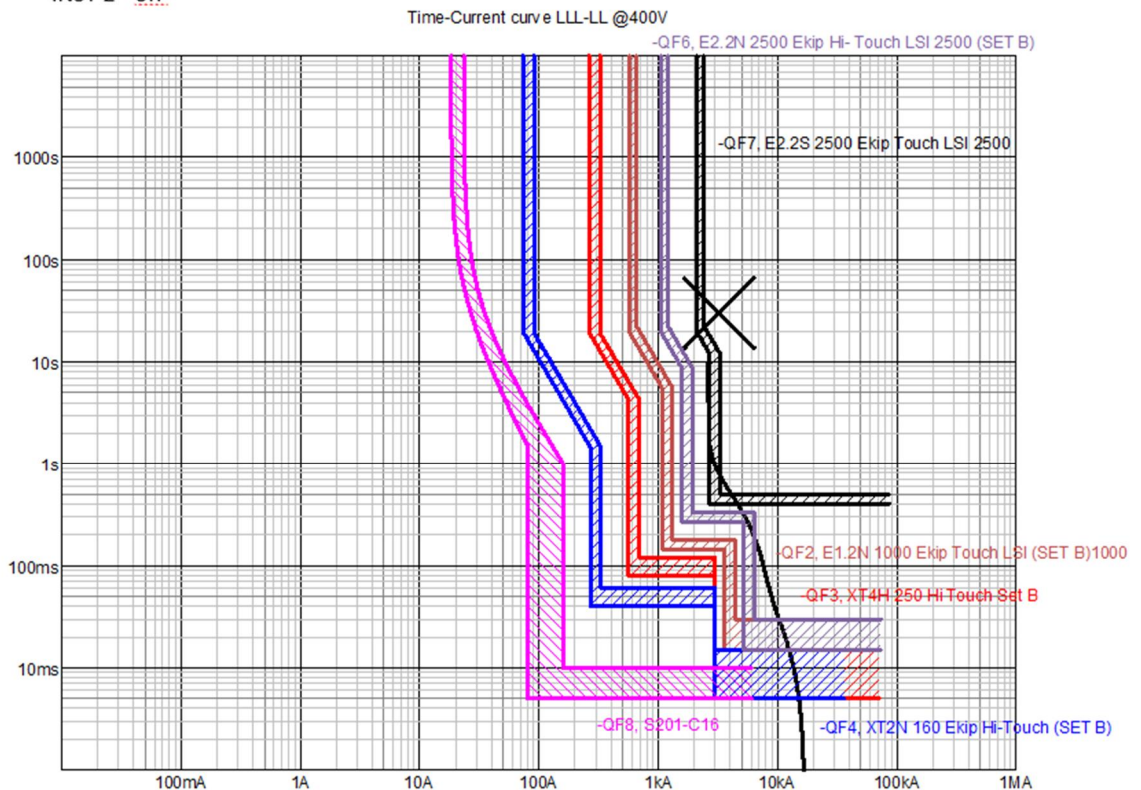 Time-Current curve LLL-LL @400V
-QF6, E2.2N 2500 Ekip Hi- Touch LSI 2500 (SET B)
-QF7, E2.2S 2500 Ekip Touch LSI 2500
1000s
100s
10s
1s
-QF2, E1.2N 1000 Ekip Touch LSI (SET B)1000
100ms
-QF3, XT4H 250 Hi Touch Set B
10ms
-QF8, S201-C16
-QF4, XT2N 160 Ekip Hi-Touch (SET B)
100mA 1A 10A 100A 1kA 10kA 100kA 1MA